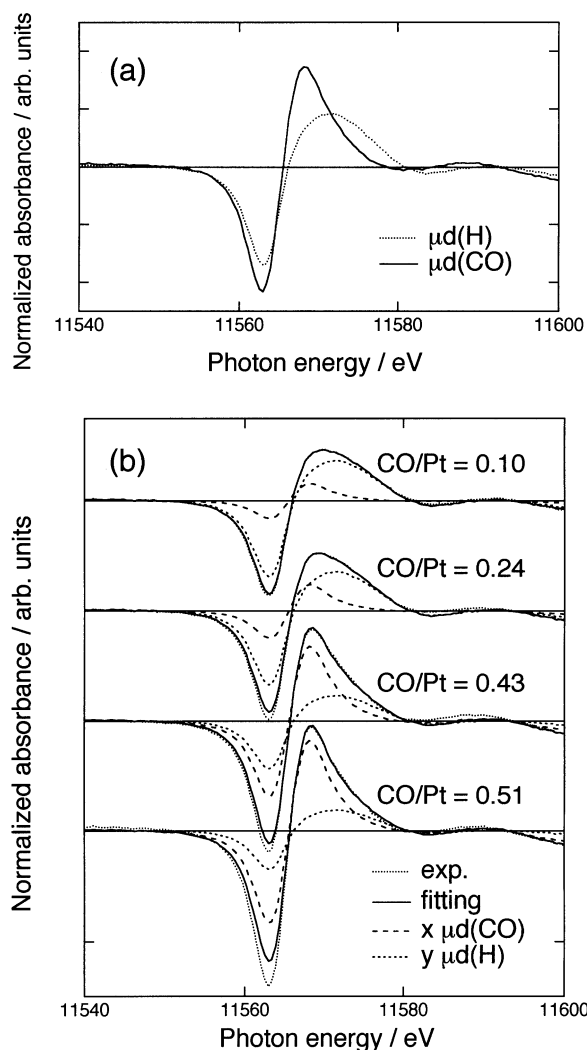 Normalized absorbance / arb. units
(a)
μd(H)
μd(CO)
11540
11560
11580
11600
Photon energy / eV
Normalized absorbance / arb. units
(b)
CO/Pt = 0.10
CO/Pt = 0.24
CO/Pt = 0.43
CO/Pt = 0.51
exp.
fitting
x μd(CO)
y μd(H)
11540
11560
11580
11600
Photon energy / eV